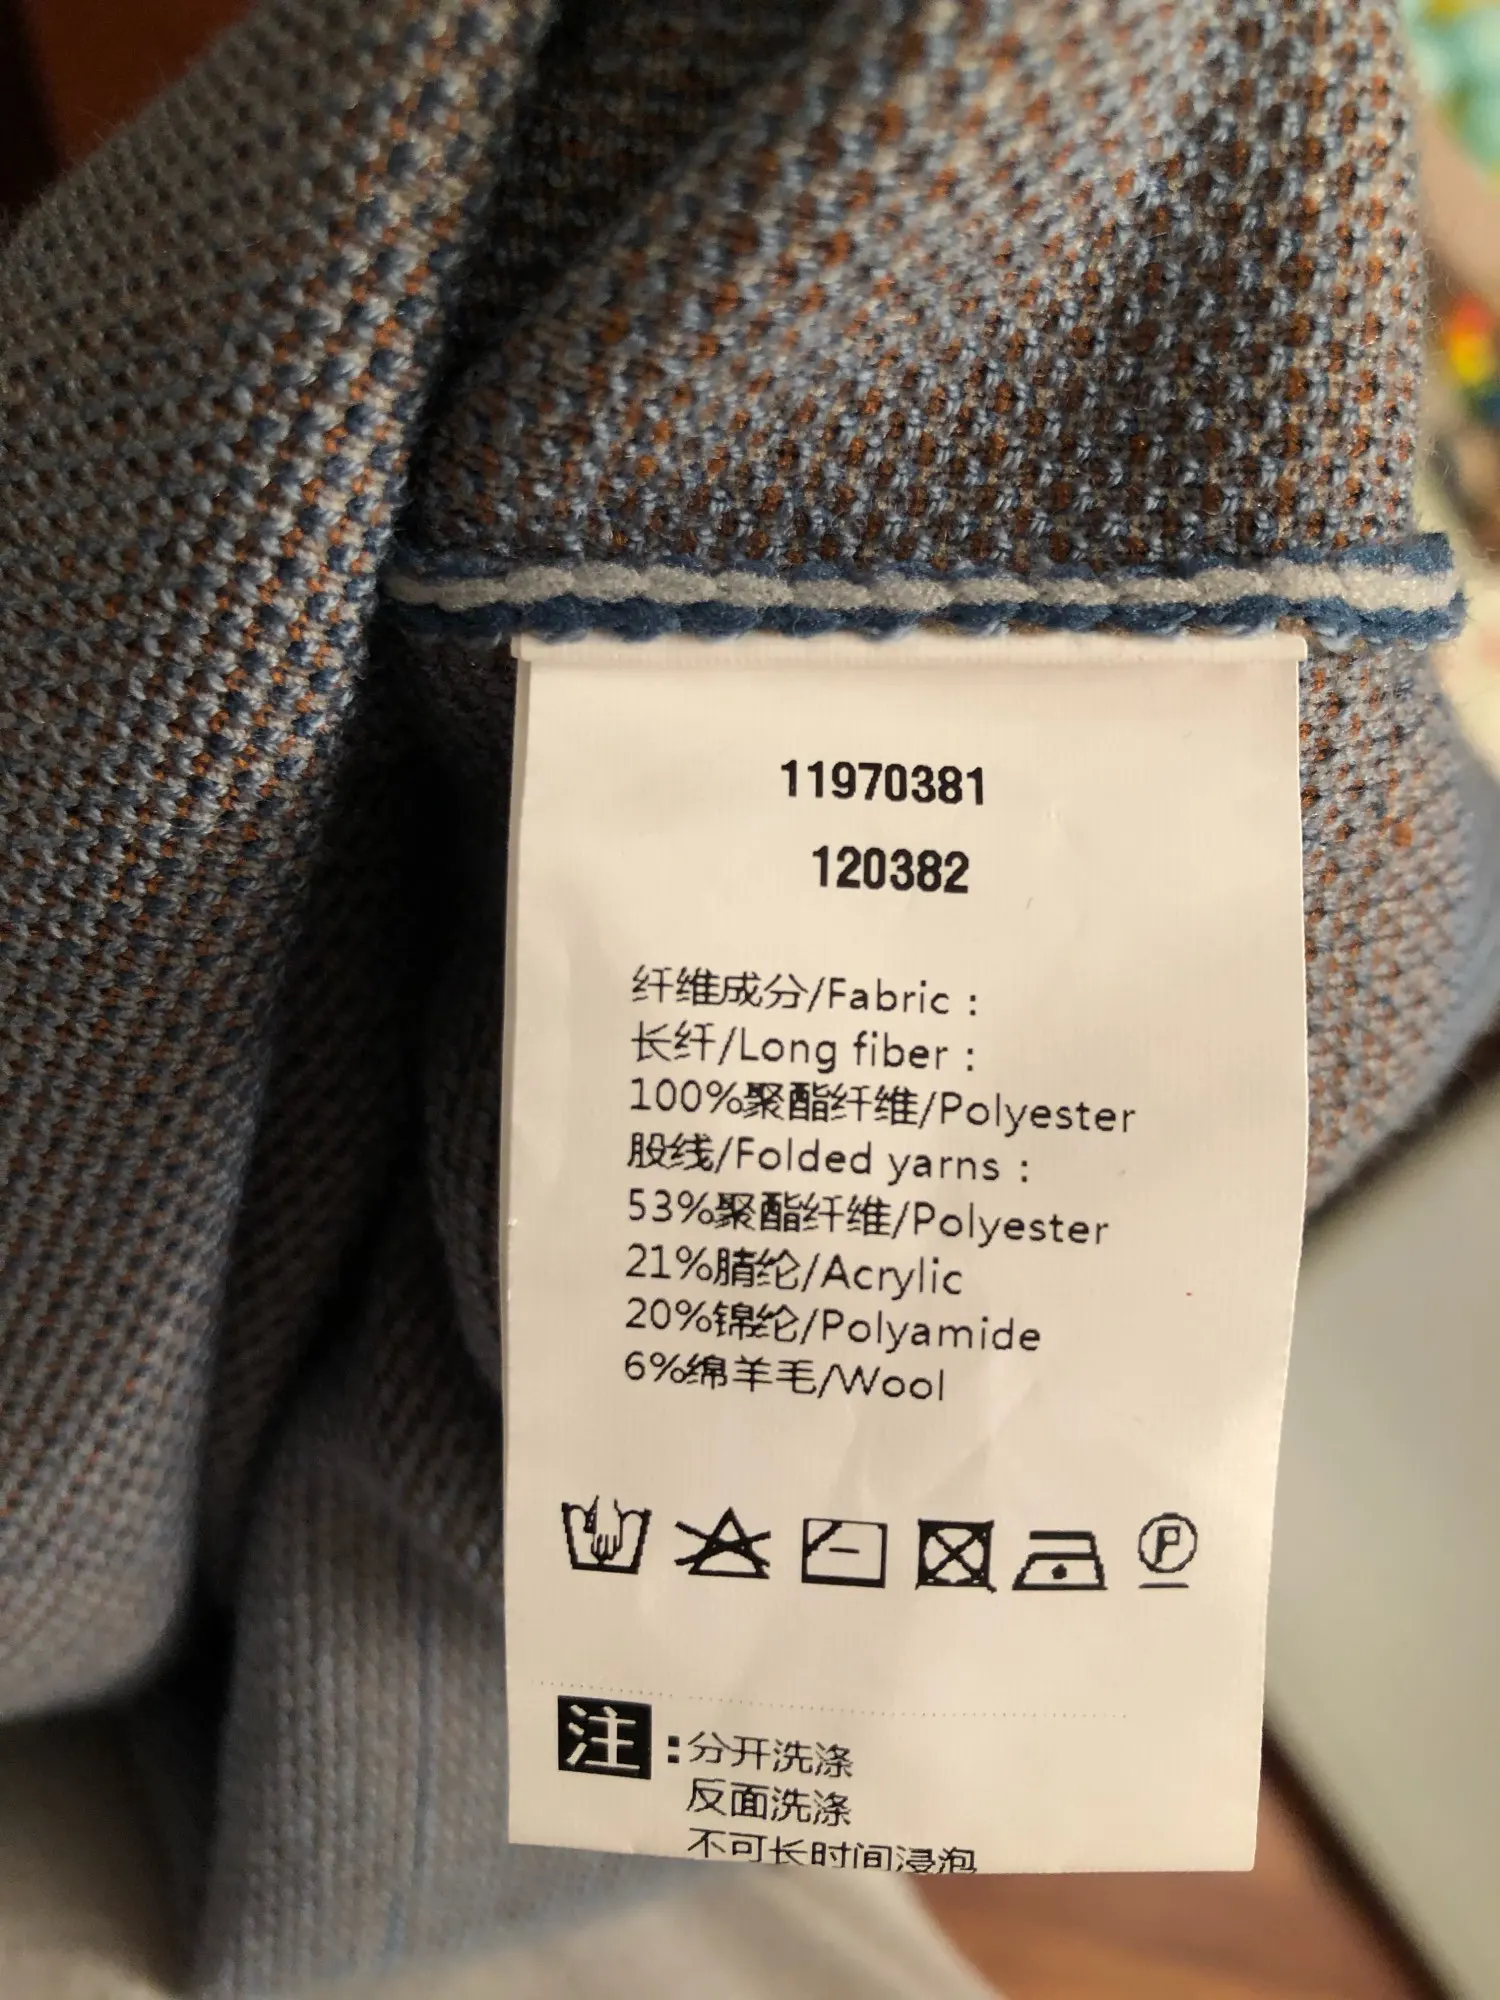 11970381
120382
纤维成分/Fabric：
长纤/Long fiber：
100%聚酯纤维/Polyester
股线/Folded yarns：
53%聚酯纤维/Polyester
21%腈纶/Acrylic
20%锦纶/Polyamide
6%绵羊毛/Wool
P
注:分开洗涤
反面洗涤
不可长时间浸泡